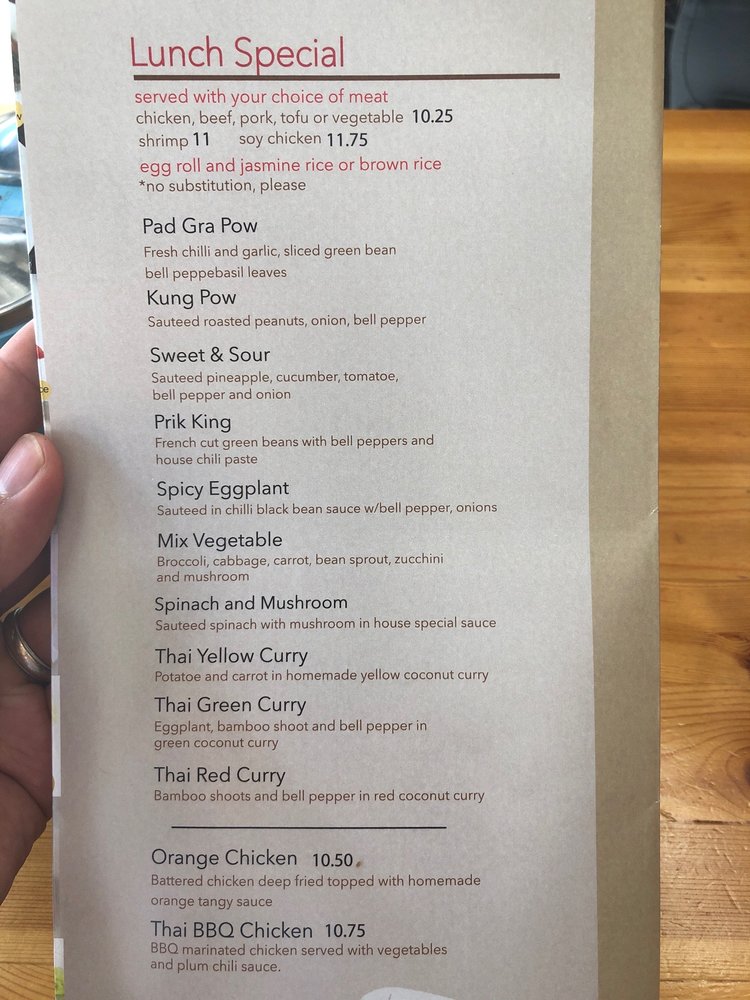 Lunch Special
served with your choice of meat
chicken, beef, pork, tofu or vegetable 10.25
shrimp 11 soy chicken 11.75
egg roll and jasmine rice or brown rice
*no substitution, please
Pad Gra Pow
Fresh chilli and garlic, sliced green bean
bell peppebasil leaves
Kung Pow
Sauteed roasted peanuts, onion, bell pepper
Sweet & Sour
Sauteed pineapple, cucumber, tomatoe,
bell pepper and onion
Prik King
French cut green beans with bell peppers and
house chili paste
Spicy Eggplant
Sauteed in chilli black bean sauce w/bell pepper, onions
Mix Vegetable
Broccoli, cabbage, carrot, bean sprout, zucchini
and mushroom
Spinach and Mushroom
Sauteed spinach with mushroom in house special sauce
Thai Yellow Curry
Potatoe and carrot in homemade yellow coconut curry
Thai Green Curry
Eggplant, bamboo shoot and bell pepper in
green coconut curry
Thai Red Curry
Bamboo shoots and bell pepper in red coconut curry
Orange Chicken 10.50
Battered chicken deep fried topped with homemade
orange tangy sauce
Thai BBQ Chicken 10.75
BBQ marinated chicken served with vegetables
and plum chili sauce.